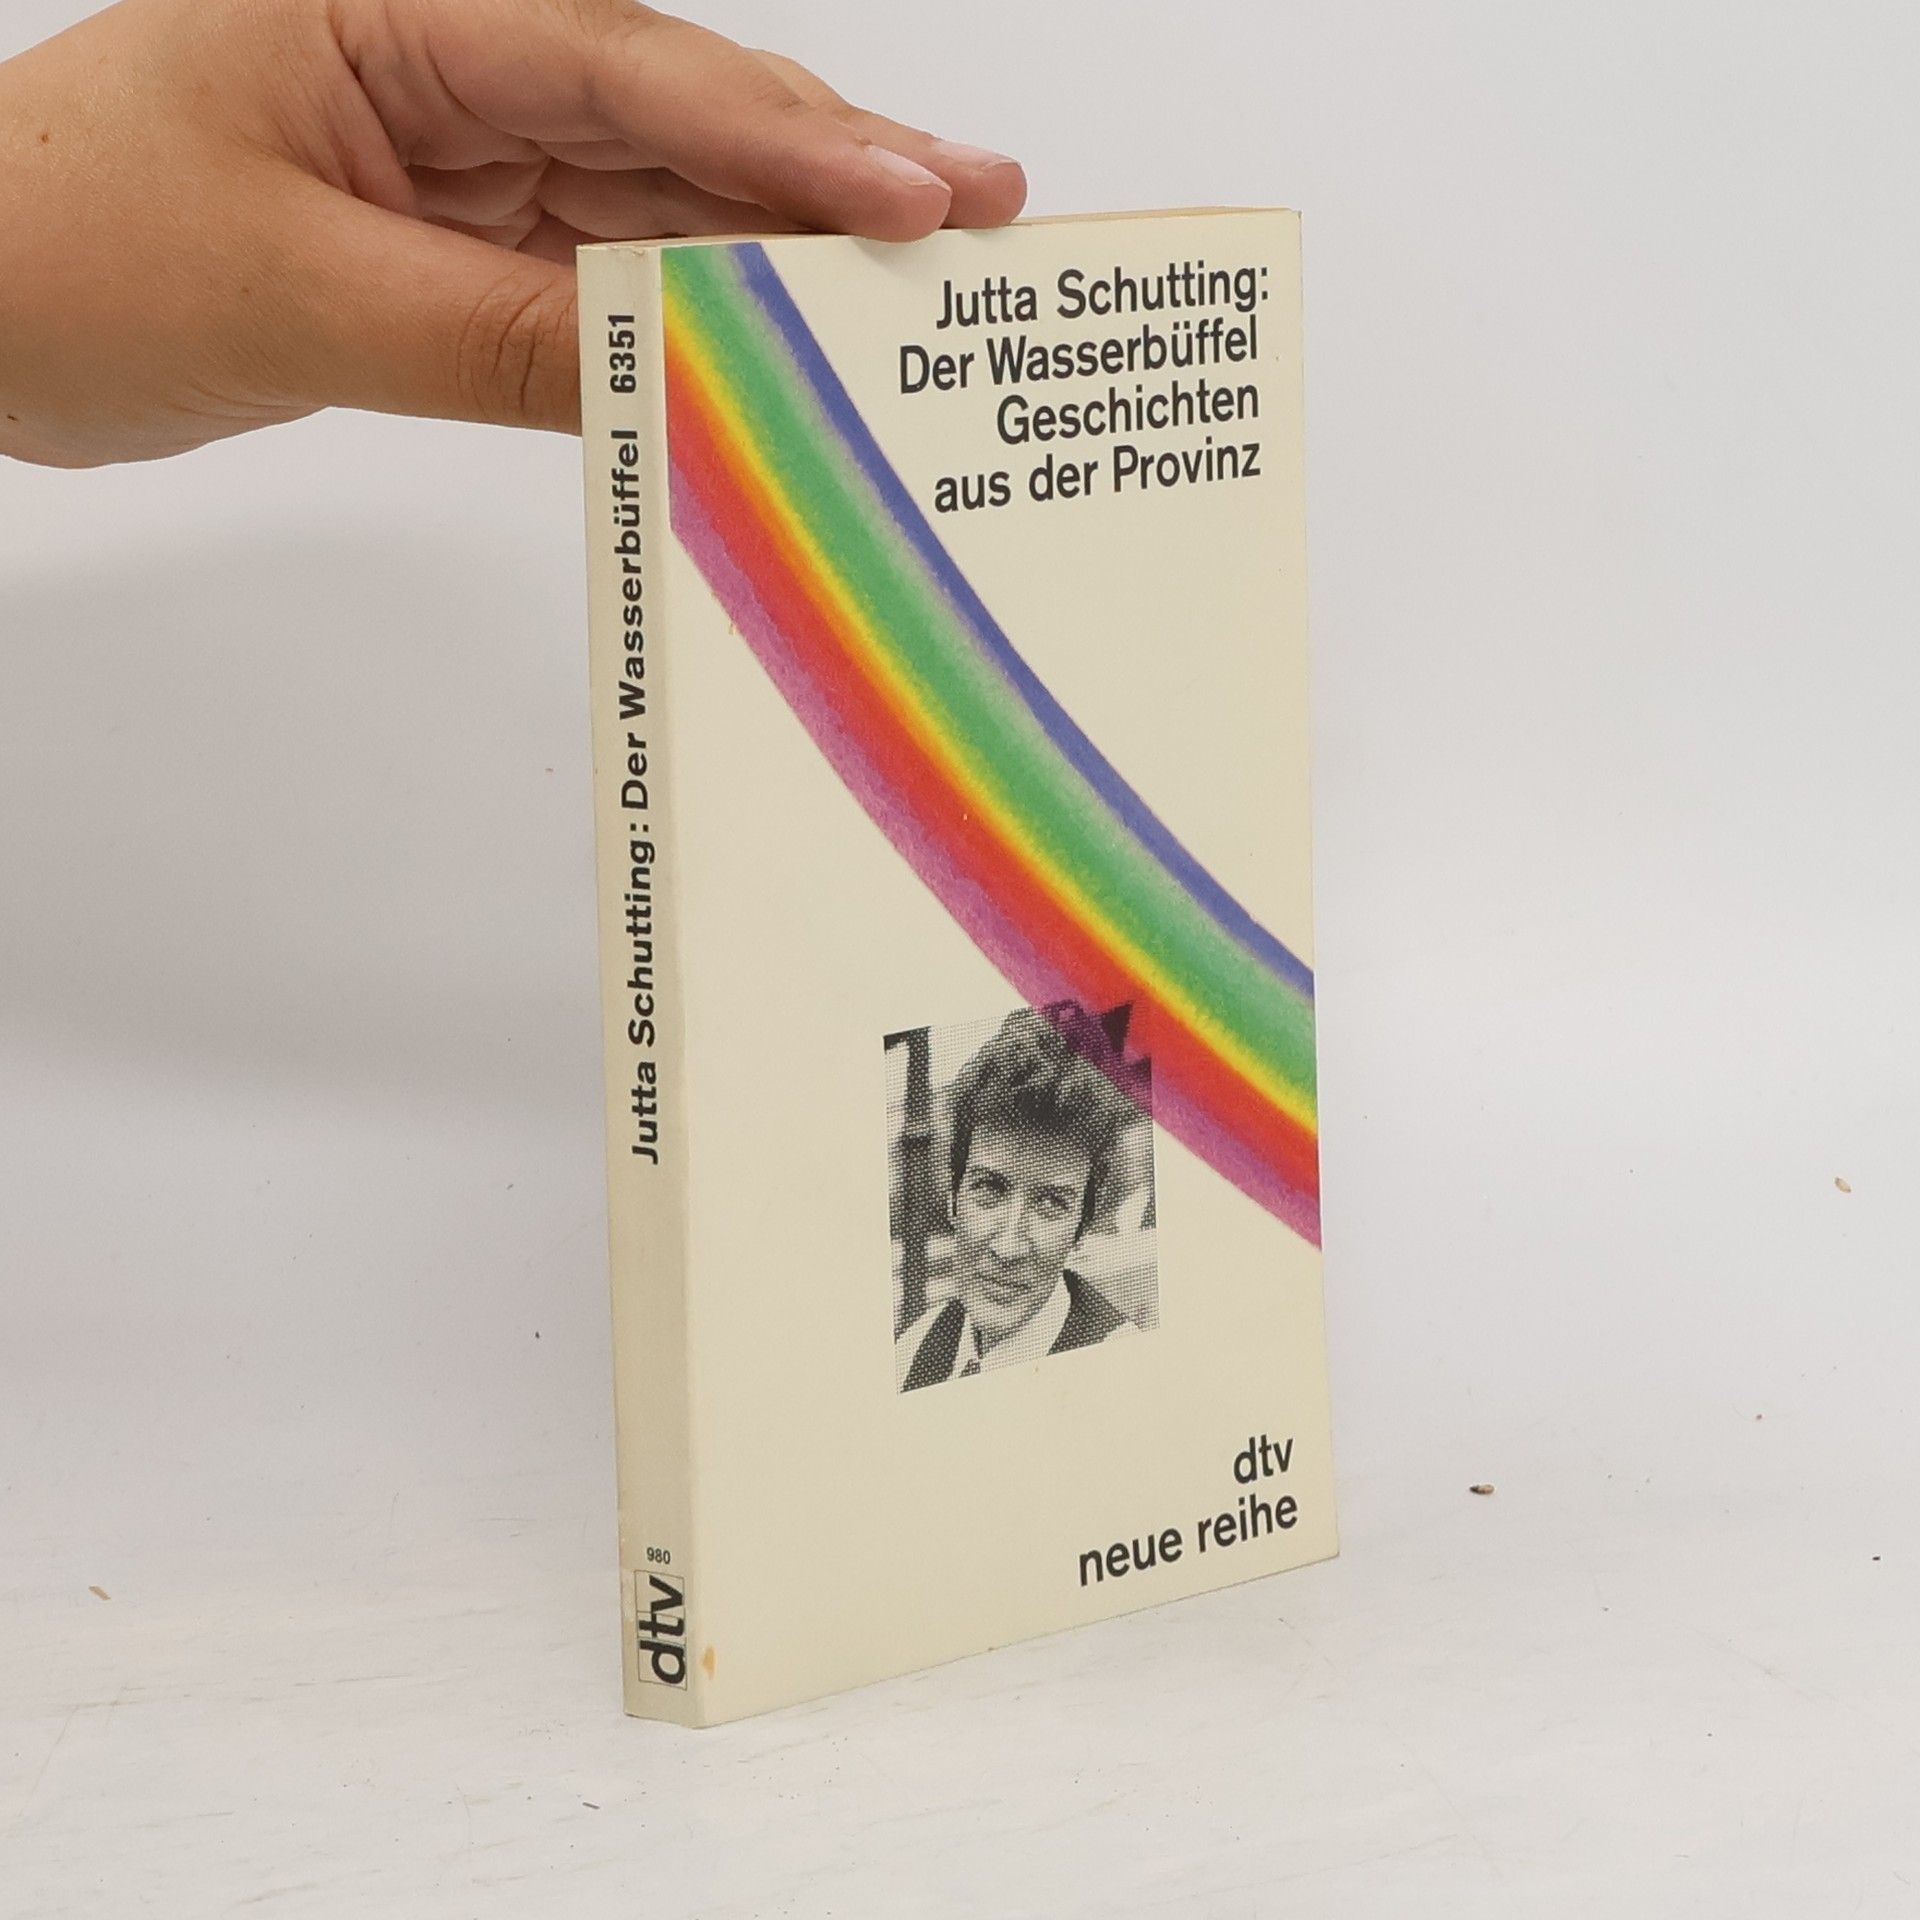 Jutta Schutting:
Der Wasserbüffel
Geschichten
aus der Provinz
dtv
neue reihe
Jutta Schutting: Der Wasserbüffel 6351
980
dtv